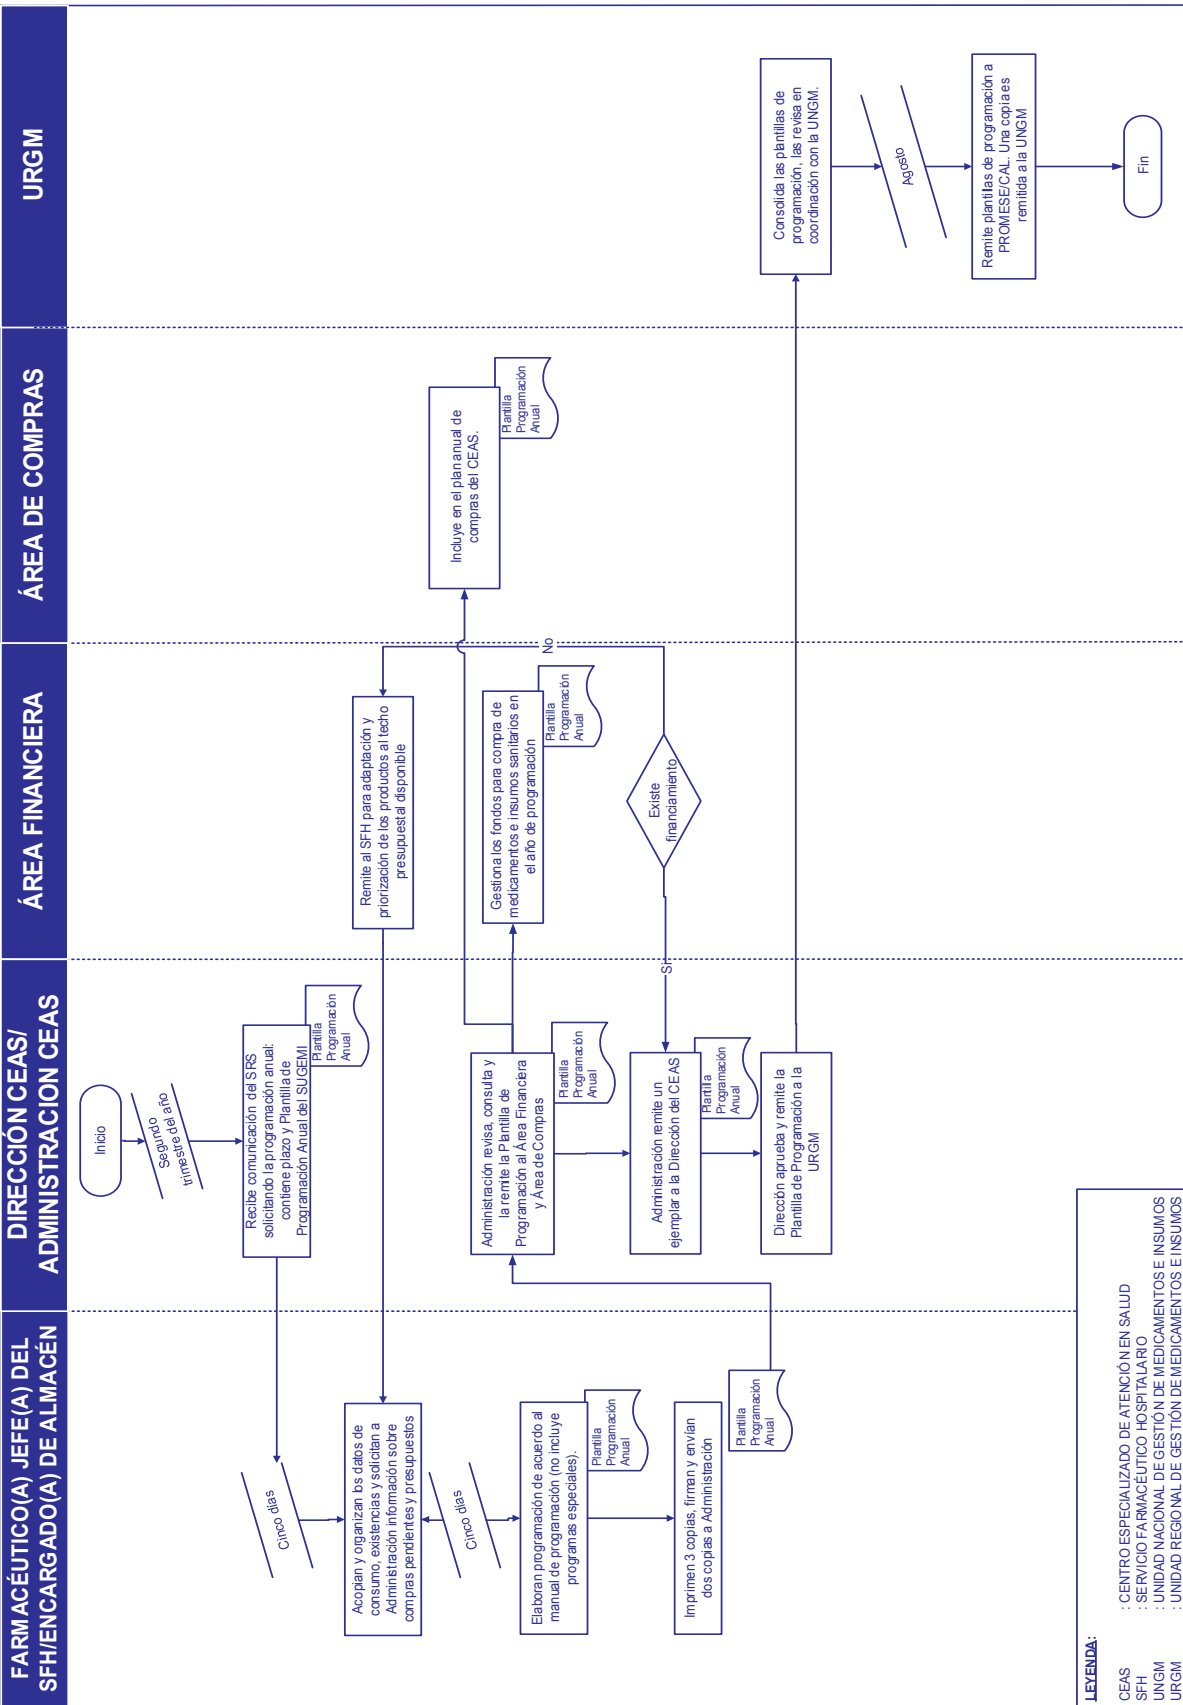 FARMACÉUTICO(A) JEFE(A) DEL
SFH/ENCARGADO(A) DE ALMACÉN
DIRECCIÓN CEAS/
ADMINISTRACION CEAS
ÁREA FINANCIERA
ÁREA DE COMPRAS
URGM
Inicio
Segundo
trimestre del año
Recibe comunicación del SRS
solicitando la programación anual:
contiene plazo y Plantilla de
Programación Anual del SUGEMI
Plantilla
Programación
Anual
Cinco días
Acopian y organizan los datos de
consumo, existencias y solicitan a
Administración información sobre
compras pendientes y presupuestos
Cinco días
Elaboran programación de acuerdo al
manual de programación (no incluye
programas especiales).
Plantilla
Programación
Anual
Imprimen 3 copias, firman y envían
dos copias a Administración
Plantilla
Programación
Anual
Administración revisa, consulta y
la remite la Plantilla de
Programación al Área Financiera
y Área de Compras
Plantilla
Programación
Anual
Administración remite un
ejemplar a la Dirección del CEAS
Plantilla
Programación
Anual
Dirección aprueba y remite la
Plantilla de Programación a la
URGM
Remite al SFH para adaptación y
priorización de los productos al techo
presupuestal disponible
Gestiona los fondos para compra de
medicamentos e insumos sanitarios en
el año de programación
Plantilla
Programación
Anual
Existe
financiamiento
No
Si
Incluye en el plan anual de
compras del CEAS.
Plantilla
Programación
Anual
Consolida las plantillas de
programación, las revisa en
coordinación con la UNGM.
Agosto
Remite plantillas de programación a
PROMESE/CAL. Una copia es
remitida a la UNGM
Fin
LEYENDA:
CEAS : CENTRO ESPECIALIZADO DE ATENCIÓN EN SALUD
SFH : SERVICIO FARMACÉUTICO HOSPITALARIO
UNGM : UNIDAD NACIONAL DE GESTIÓN DE MEDICAMENTOS E INSUMOS
URGM : UNIDAD REGIONAL DE GESTIÓN DE MEDICAMENTOS E INSUMOS